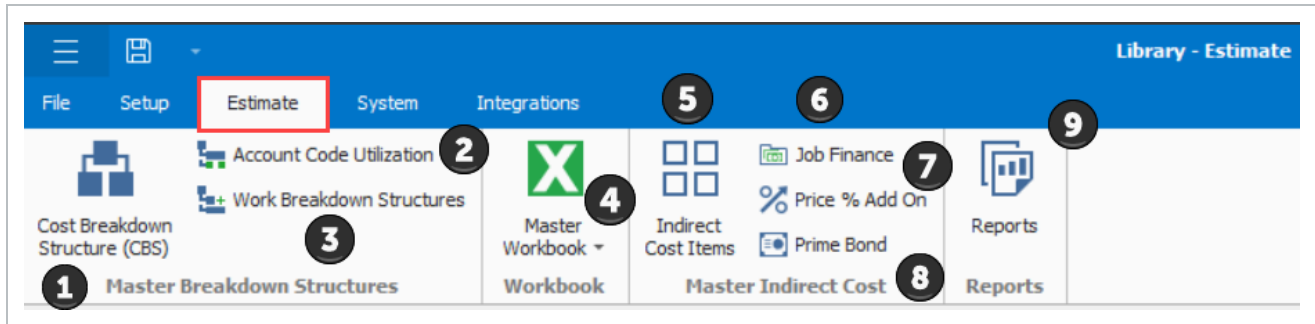 Library - Estimate
File Setup Estimate System Integrations
5 6 9
Account Code Utilization 2
Job Finance 7
Work Breakdown Structures
4
Price % Add On
Cost Breakdown
Structure (CBS)
3
Master
Workbook
Indirect
Cost Items
Prime Bond
Reports
1 Master Breakdown Structures Workbook Master Indirect Cost 8 Reports